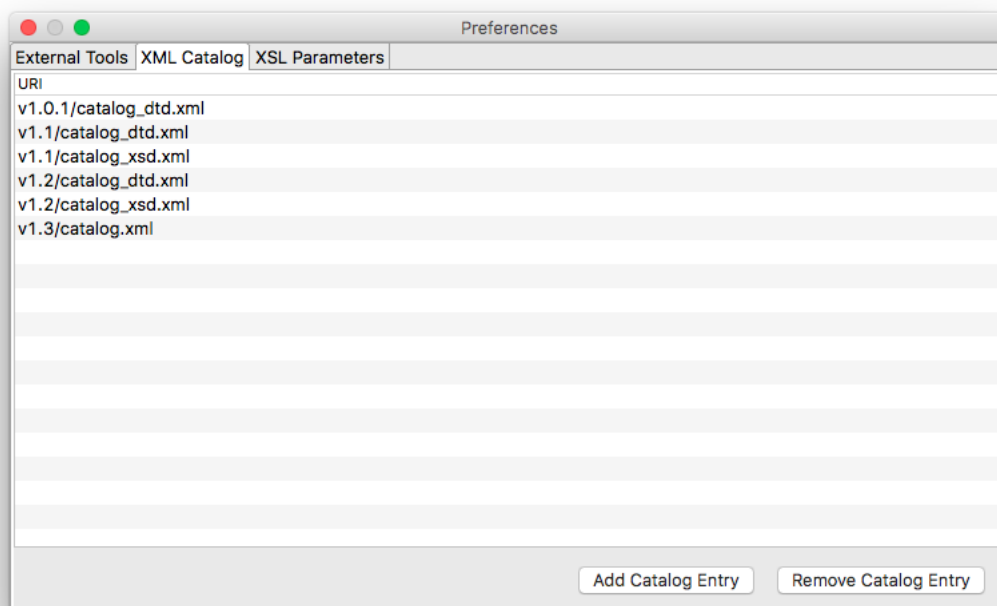 Preferences
External Tools XML Catalog XSL Parameters
URI
v1.0.1/catalog_dtd.xml
v1.1/catalog_dtd.xml
v1.1/catalog_xsd.xml
v1.2/catalog_dtd.xml
v1.2/catalog_xsd.xml
v1.3/catalog.xml
Add Catalog Entry Remove Catalog Entry